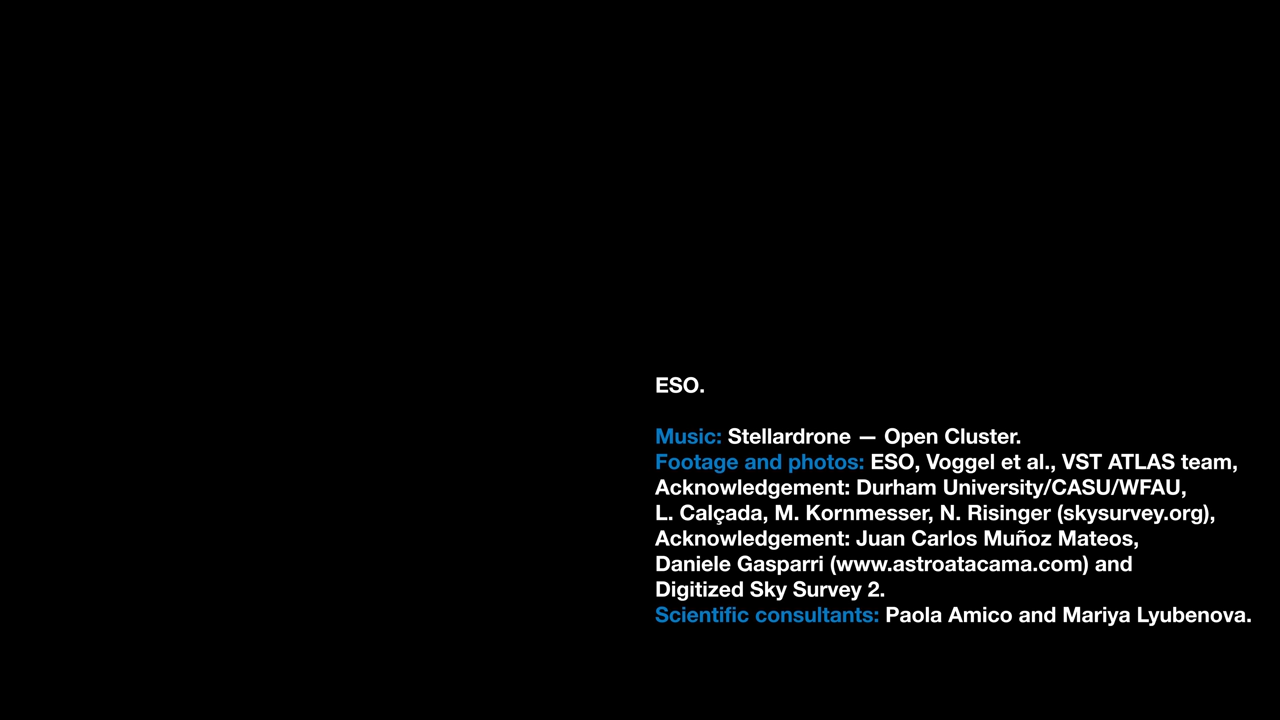 ESO.
Music: Stellardrone — Open Cluster.
Footage and photos: ESO, Voggel et al., VST ATLAS team,
Acknowledgement: Durham University/CASU/WFAU,
L. Calçada, M. Kornmesser, N. Risinger (skysurvey.org),
Acknowledgement: Juan Carlos Muñoz Mateos,
Daniele Gasparri (www.astroatacama.com) and
Digitized Sky Survey 2.
Scientific consultants: Paola Amico and Mariya Lyubenova.